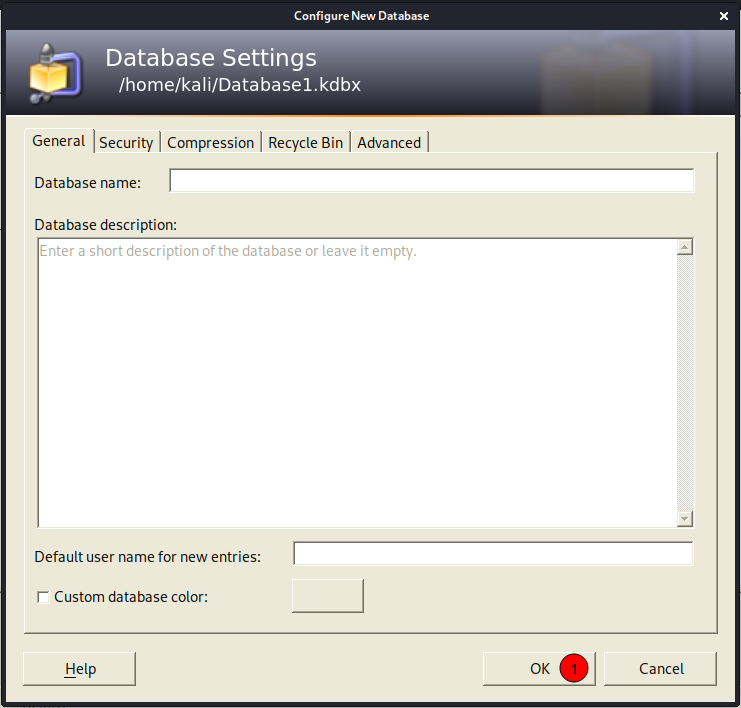 Configure New Database
Database Settings
/home/kali/Database1.kdbx
General Security Compression Recycle Bin Advanced
Database name:
Database description:
Enter a short description of the database or leave it empty.
Default user name for new entries:
Custom database color:
Help OK 1 Cancel